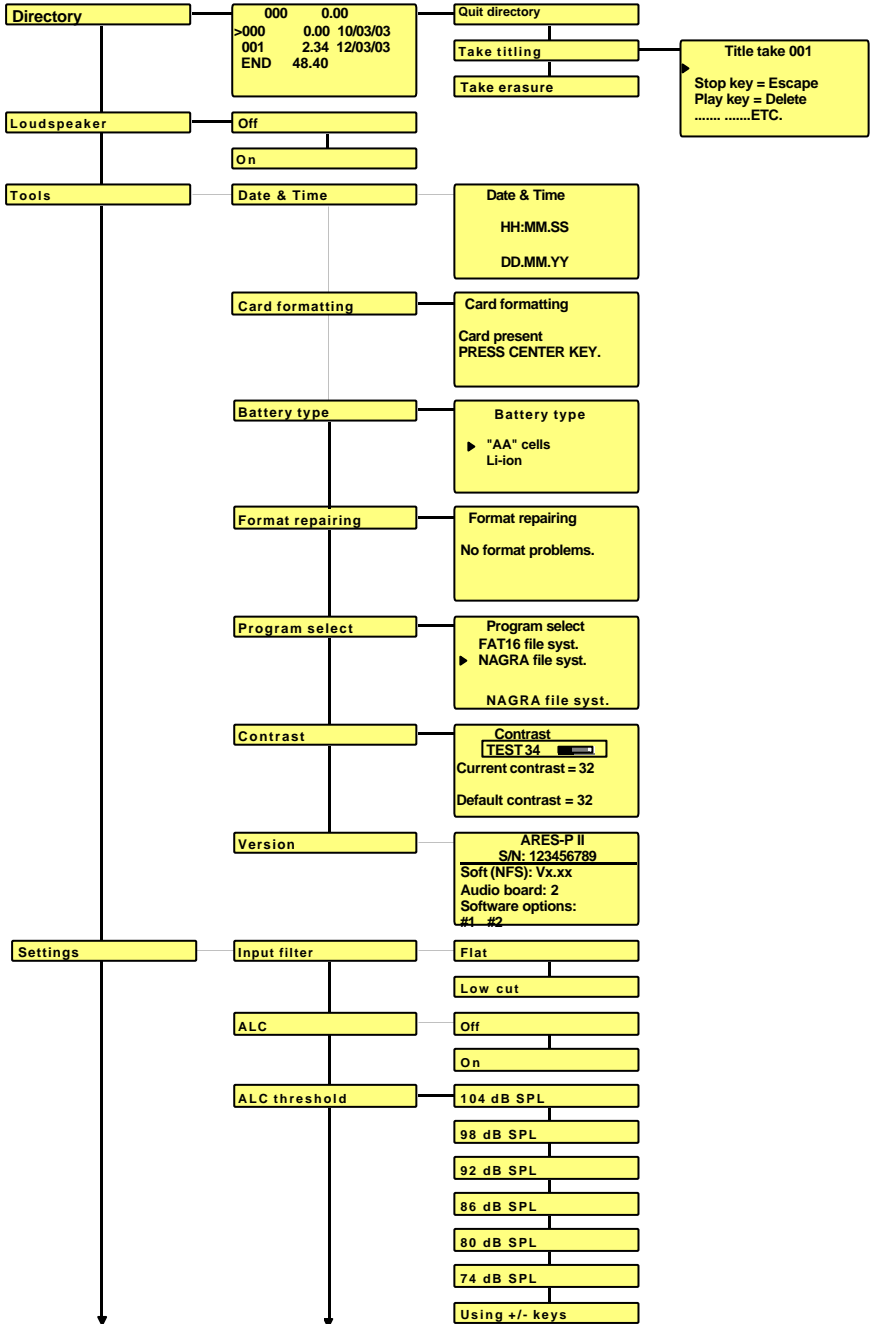 Directory
000 0.00
>000 0.00 10/03/03
001 2.34 12/03/03
END 48.40
Quit directory
Take titling
Take erasure
Title take 001
Stop key = Escape
Play key = Delete
....... .......ETC.
Loudspeaker
Off
On
Tools
Date & Time
Date & Time
HH:MM.SS
DD.MM.YY
Card formatting
Card formatting
Card present
PRESS CENTER KEY.
Battery type
Battery type
"AA" cells
Li-ion
Format repairing
Format repairing
No format problems.
Program select
Program select
FAT16 file syst.
NAGRA file syst.
NAGRA file syst.
Contrast
Contrast
TEST 34
Current contrast = 32
Default contrast = 32
Version
ARES-P II
S/N: 123456789
Soft (NFS): Vx.xx
Audio board: 2
Software options:
#1 #2
Settings
Input filter
Flat
Low cut
ALC
Off
On
ALC threshold
104 dB SPL
98 dB SPL
92 dB SPL
86 dB SPL
80 dB SPL
74 dB SPL
Using +/- keys